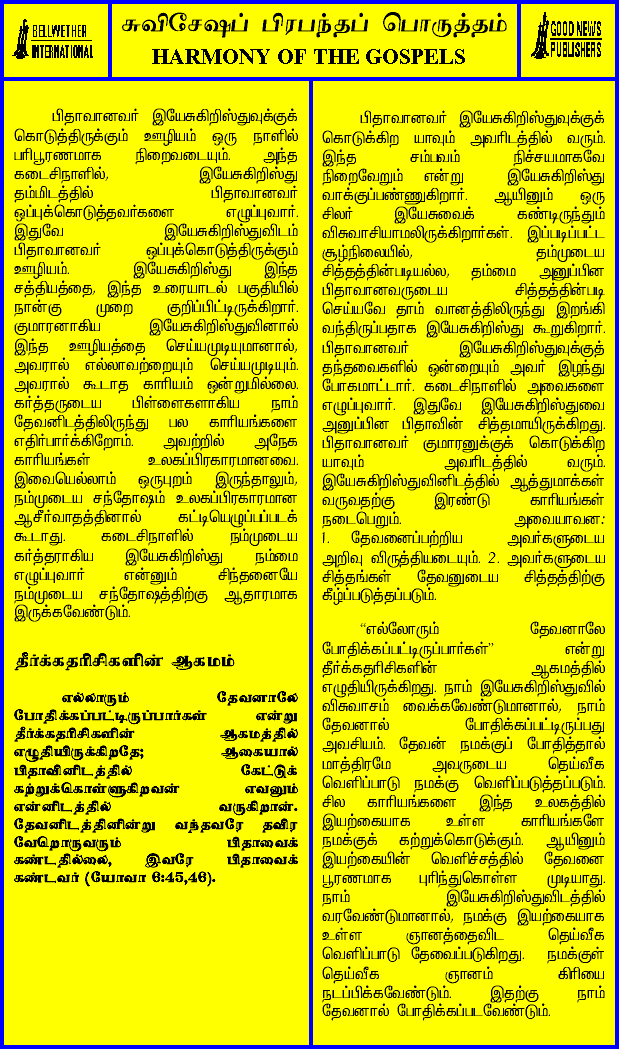 BELLWETHER
INTERNATIONAL
சுவிசேஷப் பிரபந்தப் பொருத்தம்
HARMONY OF THE GOSPELS
GOOD NEWS
PUBLISHERS
பிதாவானவர் இயேசுகிறிஸ்துவுக்குக்
கொடுத்திருக்கும் ஊழியம் ஒரு நாளில்
பரிபூரணமாக நிறைவடையும். அந்த
கடைசிநாளில், இயேசுகிறிஸ்து
தம்மிடத்தில் பிதாவானவர்
ஒப்புக்கொடுத்தவர்களை எழுப்புவார்.
இதுவே இயேசுகிறிஸ்துவிடம்
பிதாவானவர் ஒப்புக்கொடுத்திருக்கும்
ஊழியம். இயேசுகிறிஸ்து இந்த
சத்தியத்தை, இந்த உரையாடல் பகுதியில்
நான்கு முறை குறிப்பிட்டிருக்கிறார்.
குமாரனாகிய இயேசுகிறிஸ்துவினால்
இந்த ஊழியத்தை செய்யமுடியுமானால்,
அவரால் எல்லாவற்றையும் செய்யமுடியும்.
அவரால் கூடாத காரியம் ஒன்றுமில்லை.
கர்த்தருடைய பிள்ளைகளாகிய நாம்
தேவனிடத்திலிருந்து பல காரியங்களை
எதிர்பார்க்கிறோம். அவற்றில் அநேக
காரியங்கள் உலகப்பிரகாரமானவை.
இவையெல்லாம் ஒருபுறம் இருந்தாலும்,
நம்முடைய சந்தோஷம் உலகப்பிரகாரமான
ஆசீர்வாதத்தினால் கட்டியெழுப்பப்படக்
கூடாது. கடைசிநாளில் நம்முடைய
கர்த்தராகிய இயேசுகிறிஸ்து நம்மை
எழுப்புவார் என்னும் சிந்தனையே
நம்முடைய சந்தோஷத்திற்கு ஆதாரமாக
இருக்கவேண்டும்.
தீர்க்கதரிசிகளின் ஆகமம்
எல்லாரும் தேவனாலே
போதிக்கப்பட்டிருப்பார்கள் என்று
தீர்க்கதரிசிகளின் ஆகமத்தில்
எழுதியிருக்கிறதே; ஆகையால்
பிதாவினிடத்தில் கேட்டுக்
கற்றுக்கொள்ளுகிறவன் எவனும்
என்னிடத்தில் வருகிறான்.
தேவனிடத்தினின்று வந்தவரே தவிர
வேறொருவரும் பிதாவைக்
கண்டதில்லை, இவரே பிதாவைக்
கண்டவர் (யோவா 6:45,46).
பிதாவானவர் இயேசுகிறிஸ்துவுக்குக்
கொடுக்கிற யாவும் அவரிடத்தில் வரும்.
இந்த சம்பவம் நிச்சயமாகவே
நிறைவேறும் என்று இயேசுகிறிஸ்து
வாக்குப்பண்ணுகிறார். ஆயினும் ஒரு
சிலர் இயேசுவைக் கண்டிருந்தும்
விசுவாசியாமலிருக்கிறார்கள். இப்படிப்பட்ட
சூழ்நிலையில், தம்முடைய
சித்தத்தின்படியல்ல, தம்மை அனுப்பின
பிதாவானவருடைய சித்தத்தின்படி
செய்யவே தாம் வானத்திலிருந்து இறங்கி
வந்திருப்பதாக இயேசுகிறிஸ்து கூறுகிறார்.
பிதாவானவர் இயேசுகிறிஸ்துவுக்குத்
தந்தவைகளில் ஒன்றையும் அவர் இழந்து
போகமாட்டார். கடைசிநாளில் அவைகளை
எழுப்புவார். இதுவே இயேசுகிறிஸ்துவை
அனுப்பின பிதாவின் சித்தமாயிருக்கிறது.
பிதாவானவர் குமாரனுக்குக் கொடுக்கிற
யாவும் அவரிடத்தில் வரும்.
இயேசுகிறிஸ்துவினிடத்தில் ஆத்துமாக்கள்
வருவதற்கு இரண்டு காரியங்கள்
நடைபெறும். அவையாவன:
1. தேவனைப்பற்றிய அவர்களுடைய
அறிவு விருத்தியடையும். 2. அவர்களுடைய
சித்தங்கள் தேவனுடைய சித்தத்திற்கு
கீழ்ப்படுத்தப்படும்.
“எல்லோரும் தேவனாலே
போதிக்கப்பட்டிருப்பார்கள்” என்று
தீர்க்கதரிசிகளின் ஆகமத்தில்
எழுதியிருக்கிறது. நாம் இயேசுகிறிஸ்துவில்
விசுவாசம் வைக்கவேண்டுமானால், நாம்
தேவனால் போதிக்கப்பட்டிருப்பது
அவசியம். தேவன் நமக்குப் போதித்தால்
மாத்திரமே அவருடைய தெய்வீக
வெளிப்பாடு நமக்கு வெளிப்படுத்தப்படும்.
சில காரியங்களை இந்த உலகத்தில்
இயற்கையாக உள்ள காரியங்களே
நமக்குக் கற்றுக்கொடுக்கும். ஆயினும்
இயற்கையின் வெளிச்சத்தில் தேவனை
பூரணமாக புரிந்துகொள்ள முடியாது.
நாம் இயேசுகிறிஸ்துவிடத்தில்
வரவேண்டுமானால், நமக்கு இயற்கையாக
உள்ள ஞானத்தைவிட தெய்வீக
வெளிப்பாடு தேவைப்படுகிறது. நமக்குள்
தெய்வீக ஞானம் கிரியை
நடப்பிக்கவேண்டும். இதற்கு நாம்
தேவனால் போதிக்கப்படவேண்டும்.